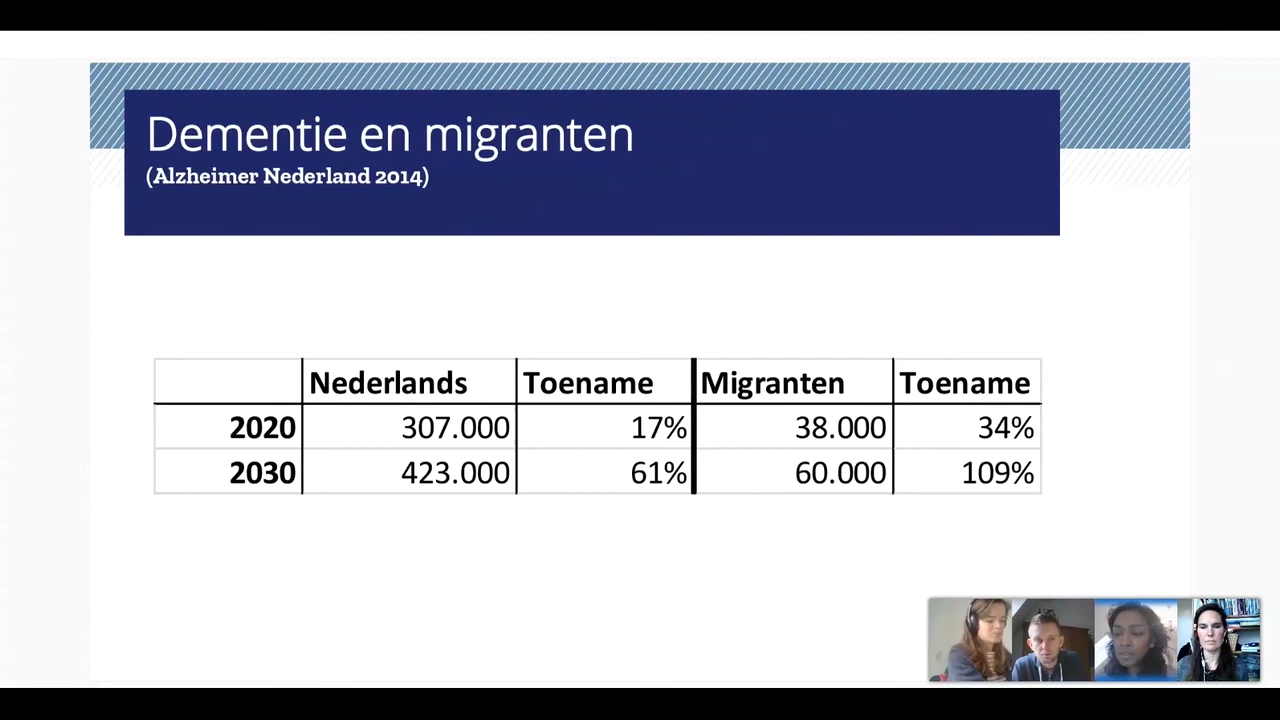 Dementie en migranten
(Alzheimer Nederland 2014)
Nederlands Toename Migranten Toename
2020 307.000 17% 38.000 34%
2030 423.000 61% 60.000 109%